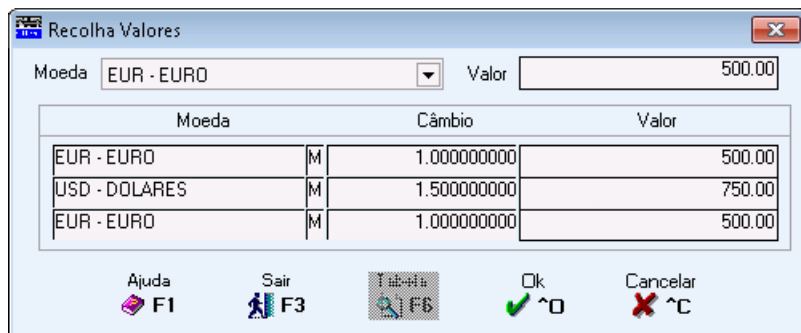 Recolha Valores
Moeda EUR - EURO Valor 500.00
Moeda Câmbio Valor
EUR - EURO M 1.000000000 500.00
USD - DOLARES M 1.500000000 750.00
EUR - EURO M 1.000000000 500.00
Ajuda Sair Tabela Ok Cancelar
F1 F3 F6 ^O ^C